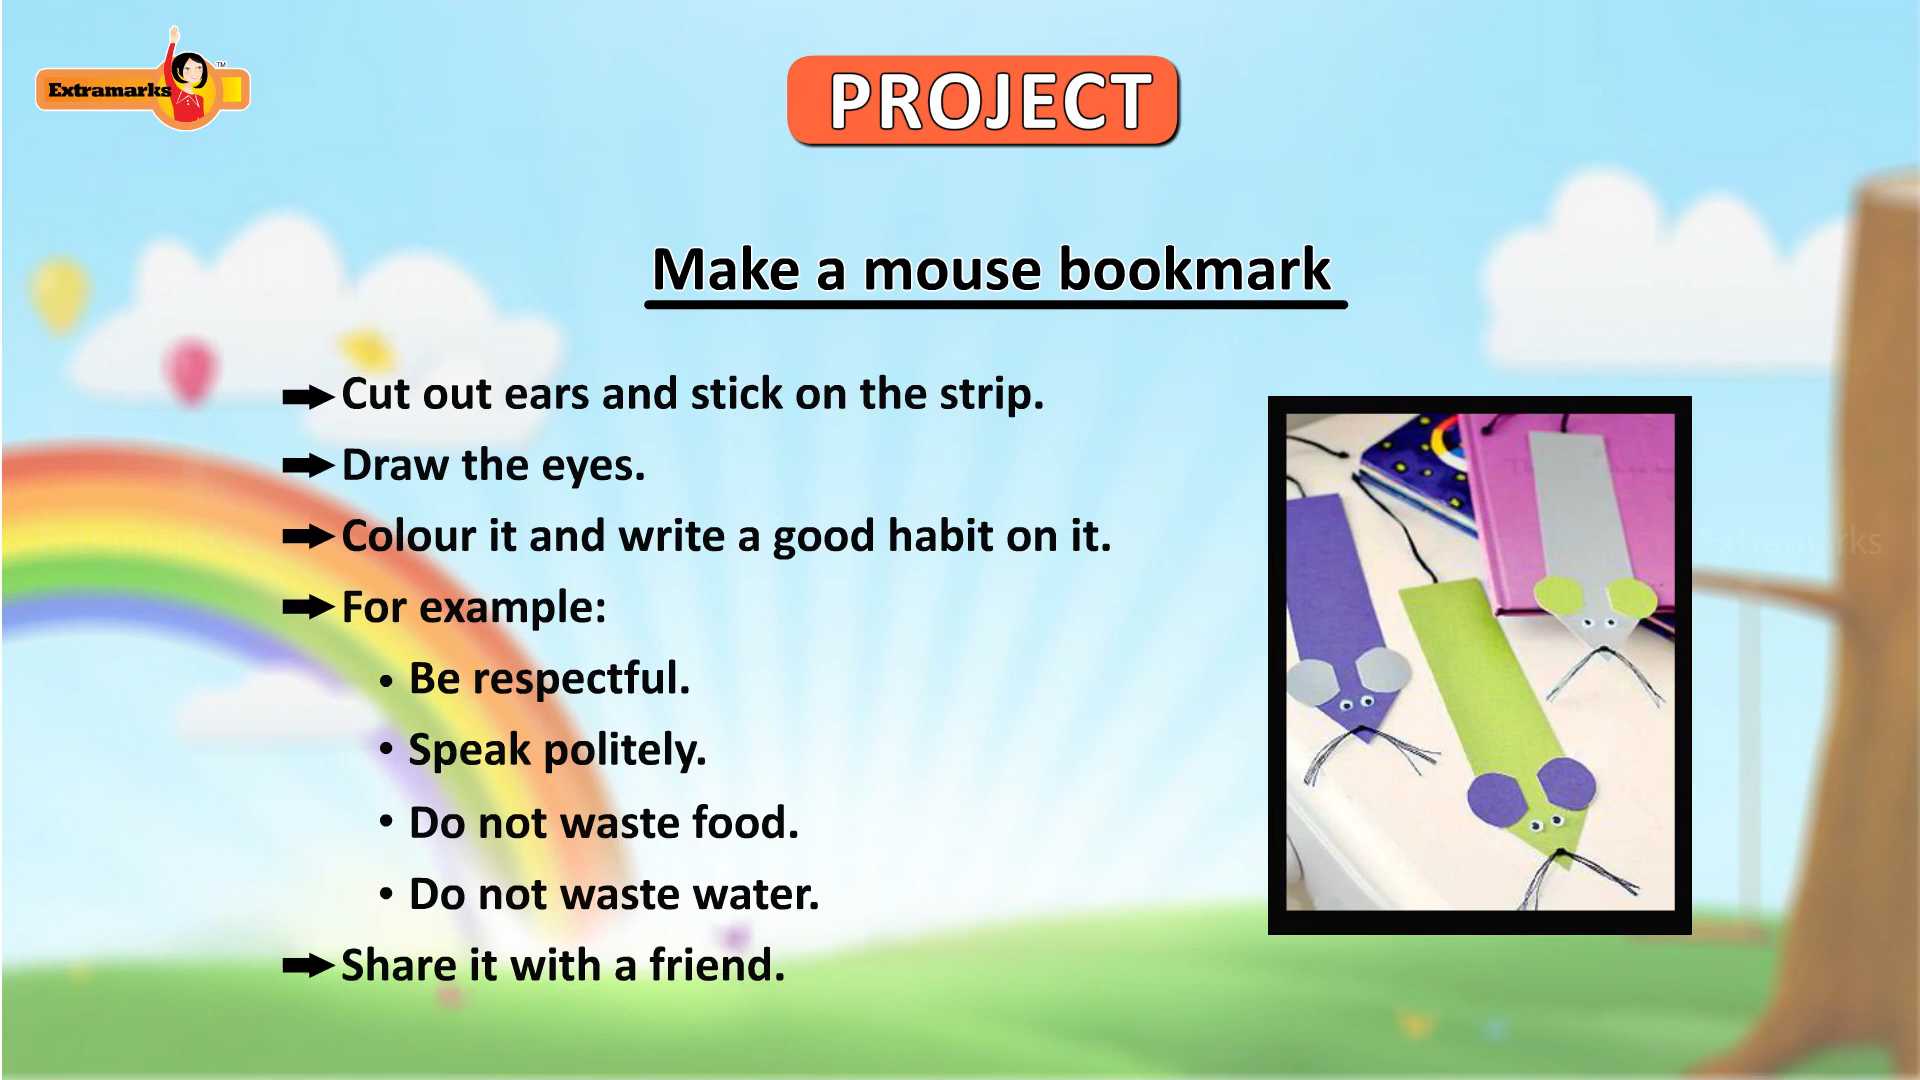 Extramarks
TM
PROJECT
Make a mouse bookmark
Cut out ears and stick on the strip.
Draw the eyes.
Colour it and write a good habit on it.
For example:
• Be respectful.
• Speak politely.
• Do not waste food.
• Do not waste water.
Share it with a friend.